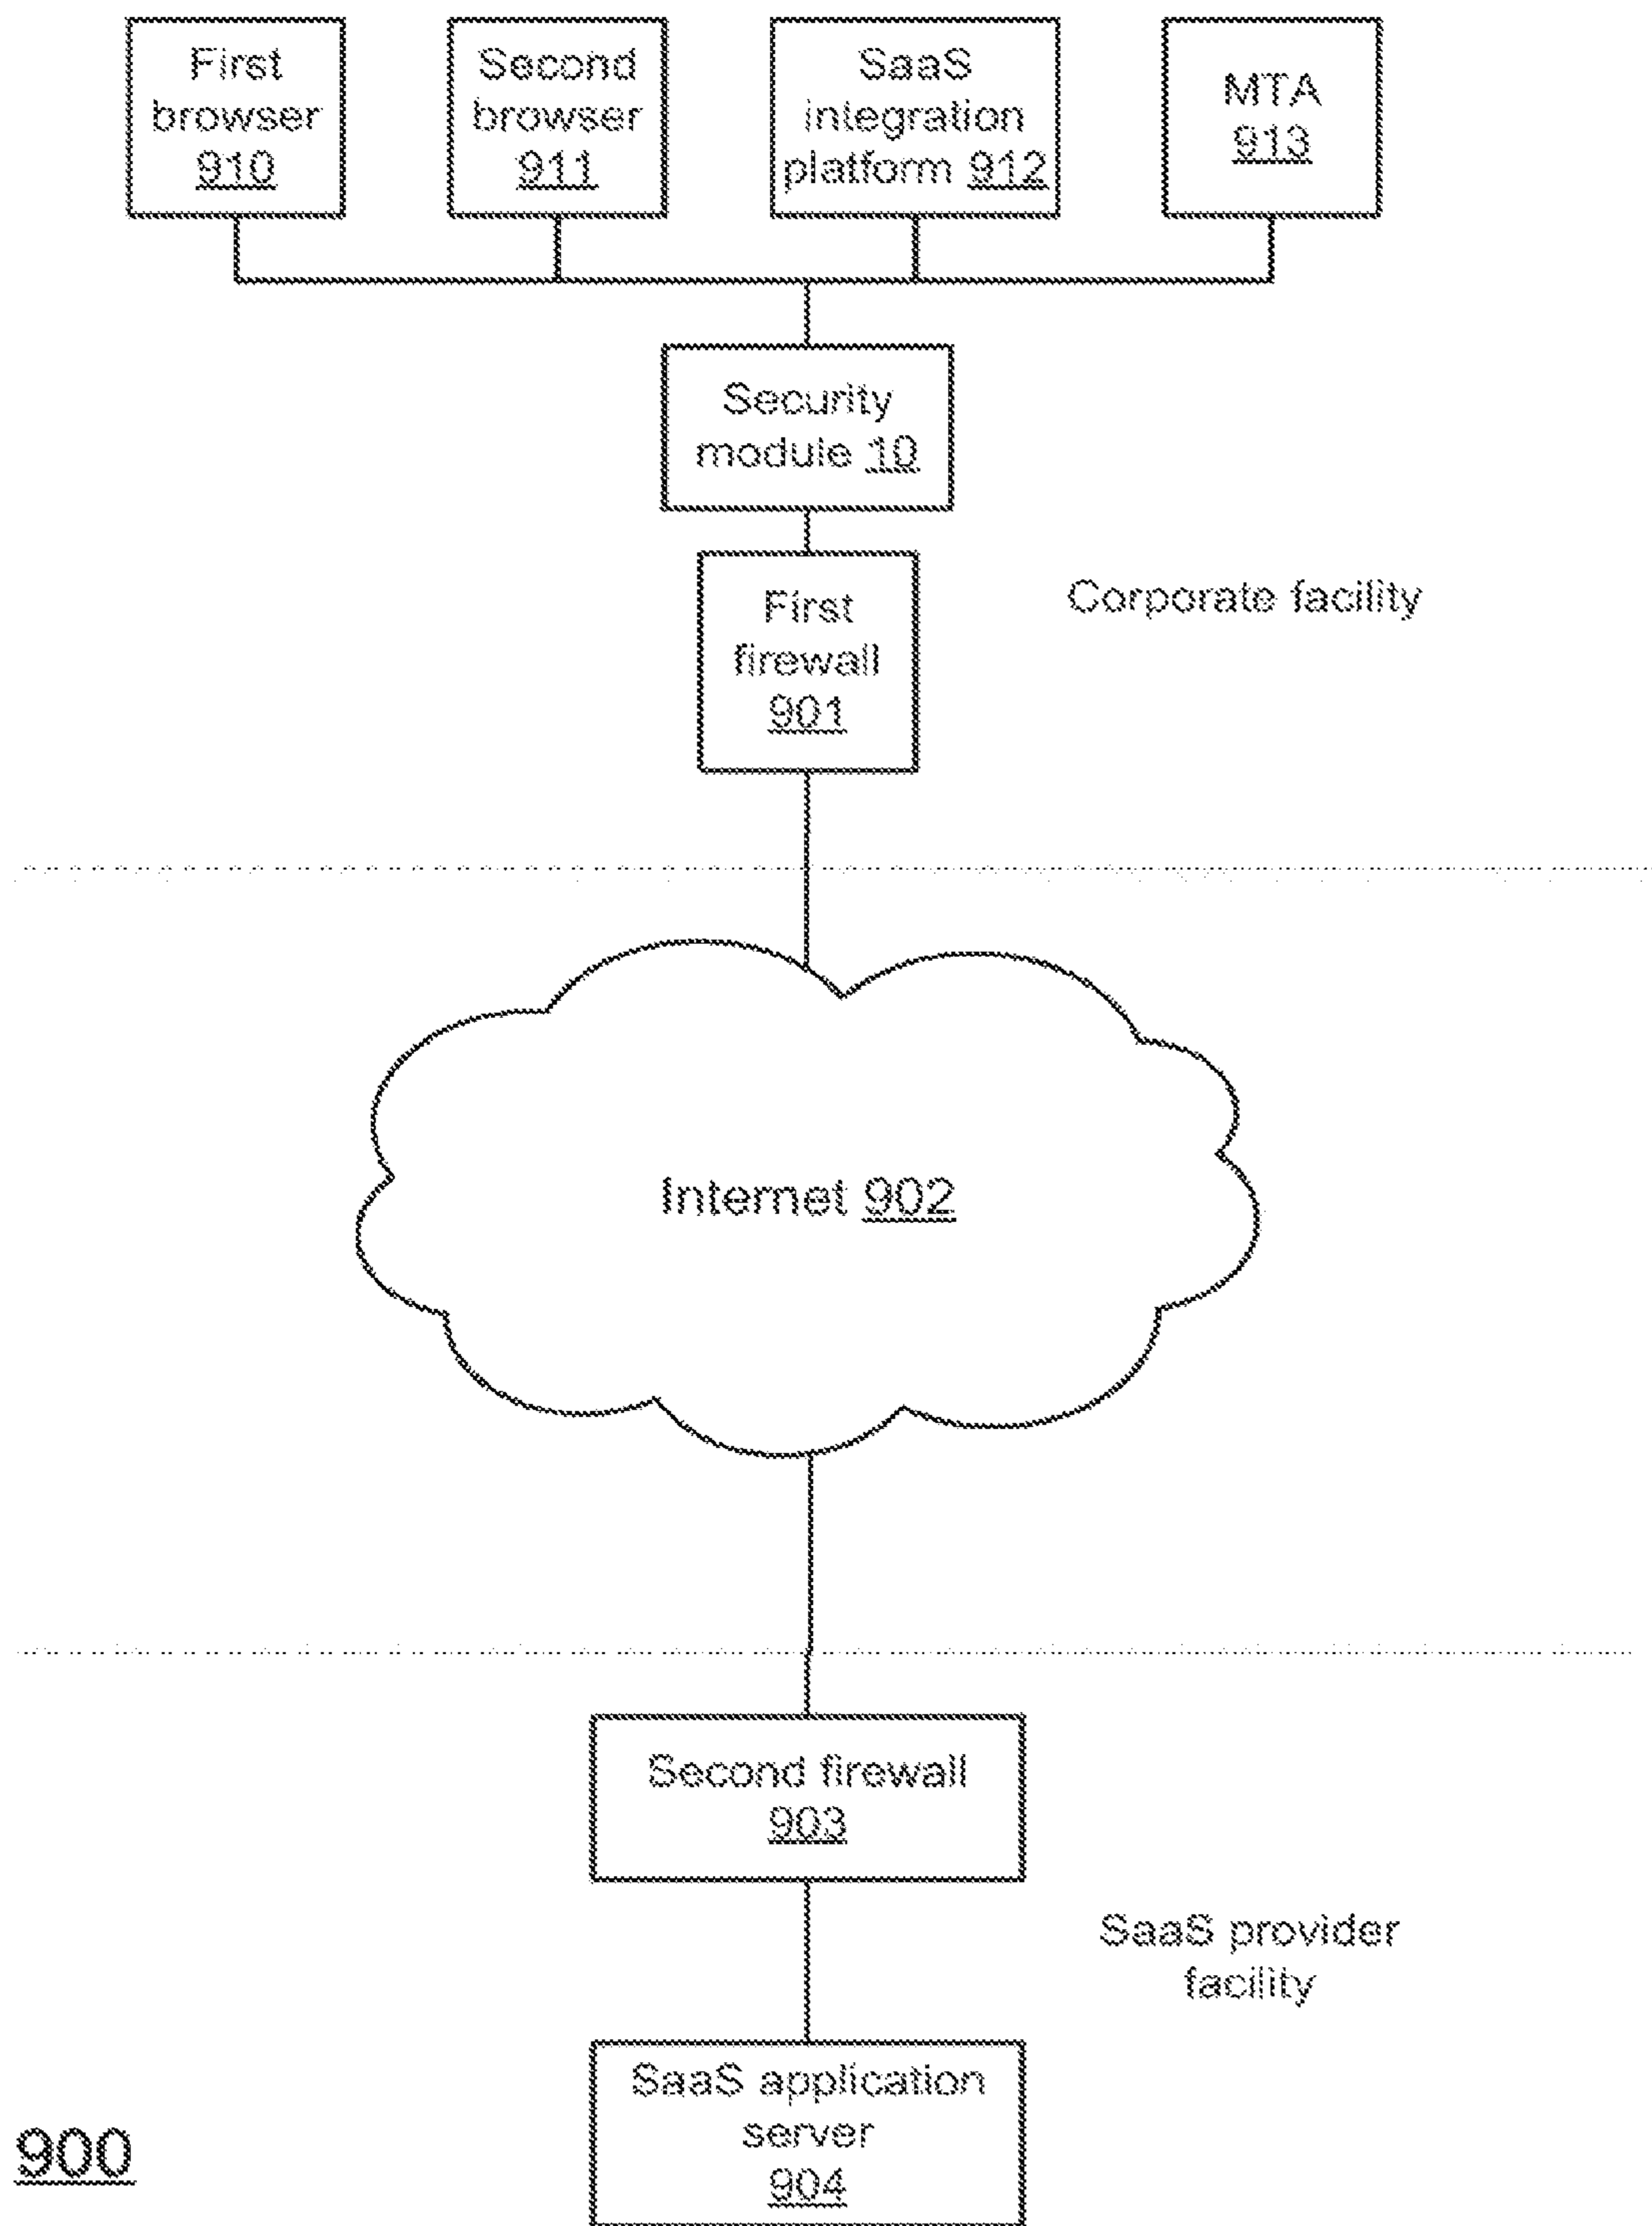 First
browser
910
Second
browser
911
SaaS
integration
platform 912
MTA
913
Security
module 10
First
firewall
901
Corporate facility
Internet 902
Second firewall
903
SaaS provider
facility
SaaS application
server
904
900